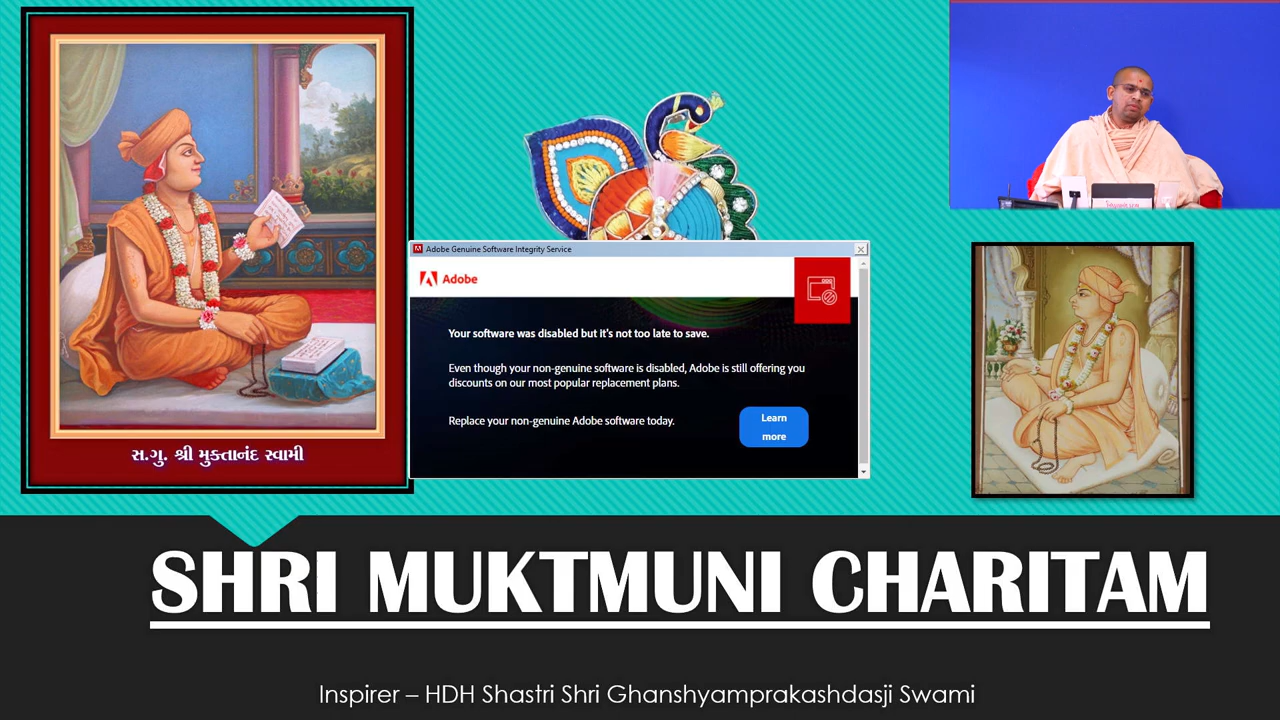 સ.ગુ. શ્રી મુક્તાનંદ સ્વામી
Adobe Genuine Software Integrity Service
Adobe
Your software was disabled but it's not too late to save.
Even though your non-genuine software is disabled, Adobe is still offering you
discounts on our most popular replacement plans.
Replace your non-genuine Adobe software today.
Learn
more
SHRI MUKTMUNI CHARITAM
Inspirer – HDH Shastri Shri Ghanshyamprakashdasji Swami